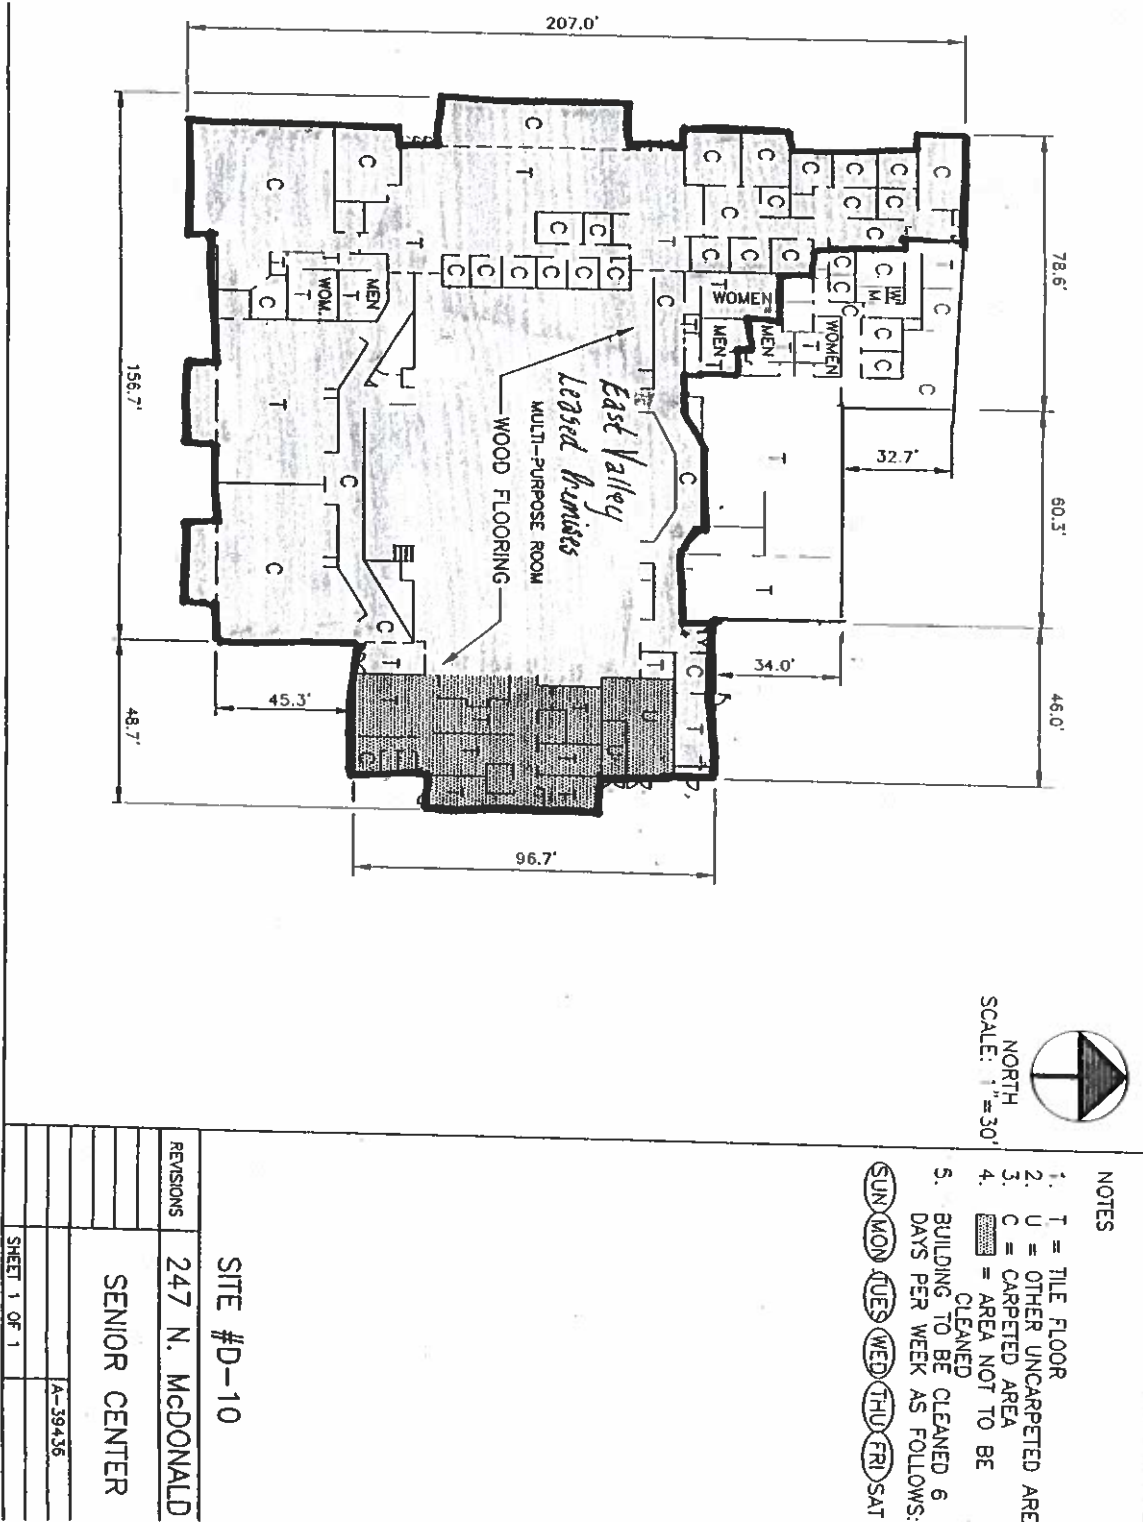 207.0'
78.6'
60.3'
46.0'
32.7'
34.0'
156.7'
48.7'
45.3'
96.7'
C
T
U
WOMEN
MEN
WOMEN
MEN
W
M
MEN
WOM.
East Valley
Leased Premises
MULTI-PURPOSE ROOM
WOOD FLOORING
NORTH
SCALE: 1"=30'
NOTES
1. T = TILE FLOOR
2. U = OTHER UNCARPETED ARE
3. C = CARPETED AREA
4. = AREA NOT TO BE
CLEANED
5. BUILDING TO BE CLEANED 6
DAYS PER WEEK AS FOLLOWS:
SUN MON TUES WED THU FRI SAT
SITE #D-10
REVISIONS
247 N. McDONALD
SENIOR CENTER
A-39436
SHEET 1 OF 1